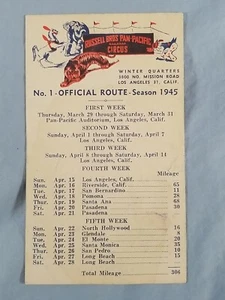 RUSSELL BROS PAN-PACIFIC
CIRCUS
WINTER QUARTERS
3800 NO. MISSION ROAD
LOS ANGELES 31, CALIF.
No. 1 - OFFICIAL ROUTE - Season 1945
FIRST WEEK
Thursday, March 29 through Saturday, March 31
Pan-Pacific Auditorium, Los Angeles, Calif.
SECOND WEEK
Sunday, April 1 through Saturday, April 7
Los Angeles, Calif.
THIRD WEEK
Sunday, April 8 through Saturday, April 14
Los Angeles, Calif.
FOURTH WEEK
Mileage
Sun. Apr. 15 Los Angeles, Calif.
Mon. Apr. 16 Riverside, Calif. 65
Tue. Apr. 17 San Bernardino 11
Wed. Apr. 18 Pomona 28
Thu. Apr. 19 Santa Ana 68
Fri. Apr. 20 Pasadena 30
Sat. Apr. 21 Pasadena
FIFTH WEEK
Sun. Apr. 22 North Hollywood 16
Mon. Apr. 23 Glendale 8
Tue. Apr. 24 El Monte 20
Wed. Apr. 25 Santa Monica 35
Thu. Apr. 26 San Pedro 10
Fri. Apr. 27 Long Beach 15
Sat. Apr. 28 Long Beach
Total Mileage 306